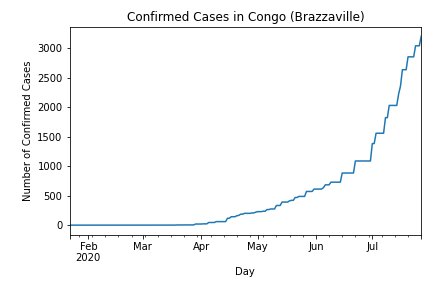 Confirmed Cases in Congo (Brazzaville)
Number of Confirmed Cases
3000
2500
2000
1500
1000
500
0
Feb Mar Apr May Jun Jul
2020
Day